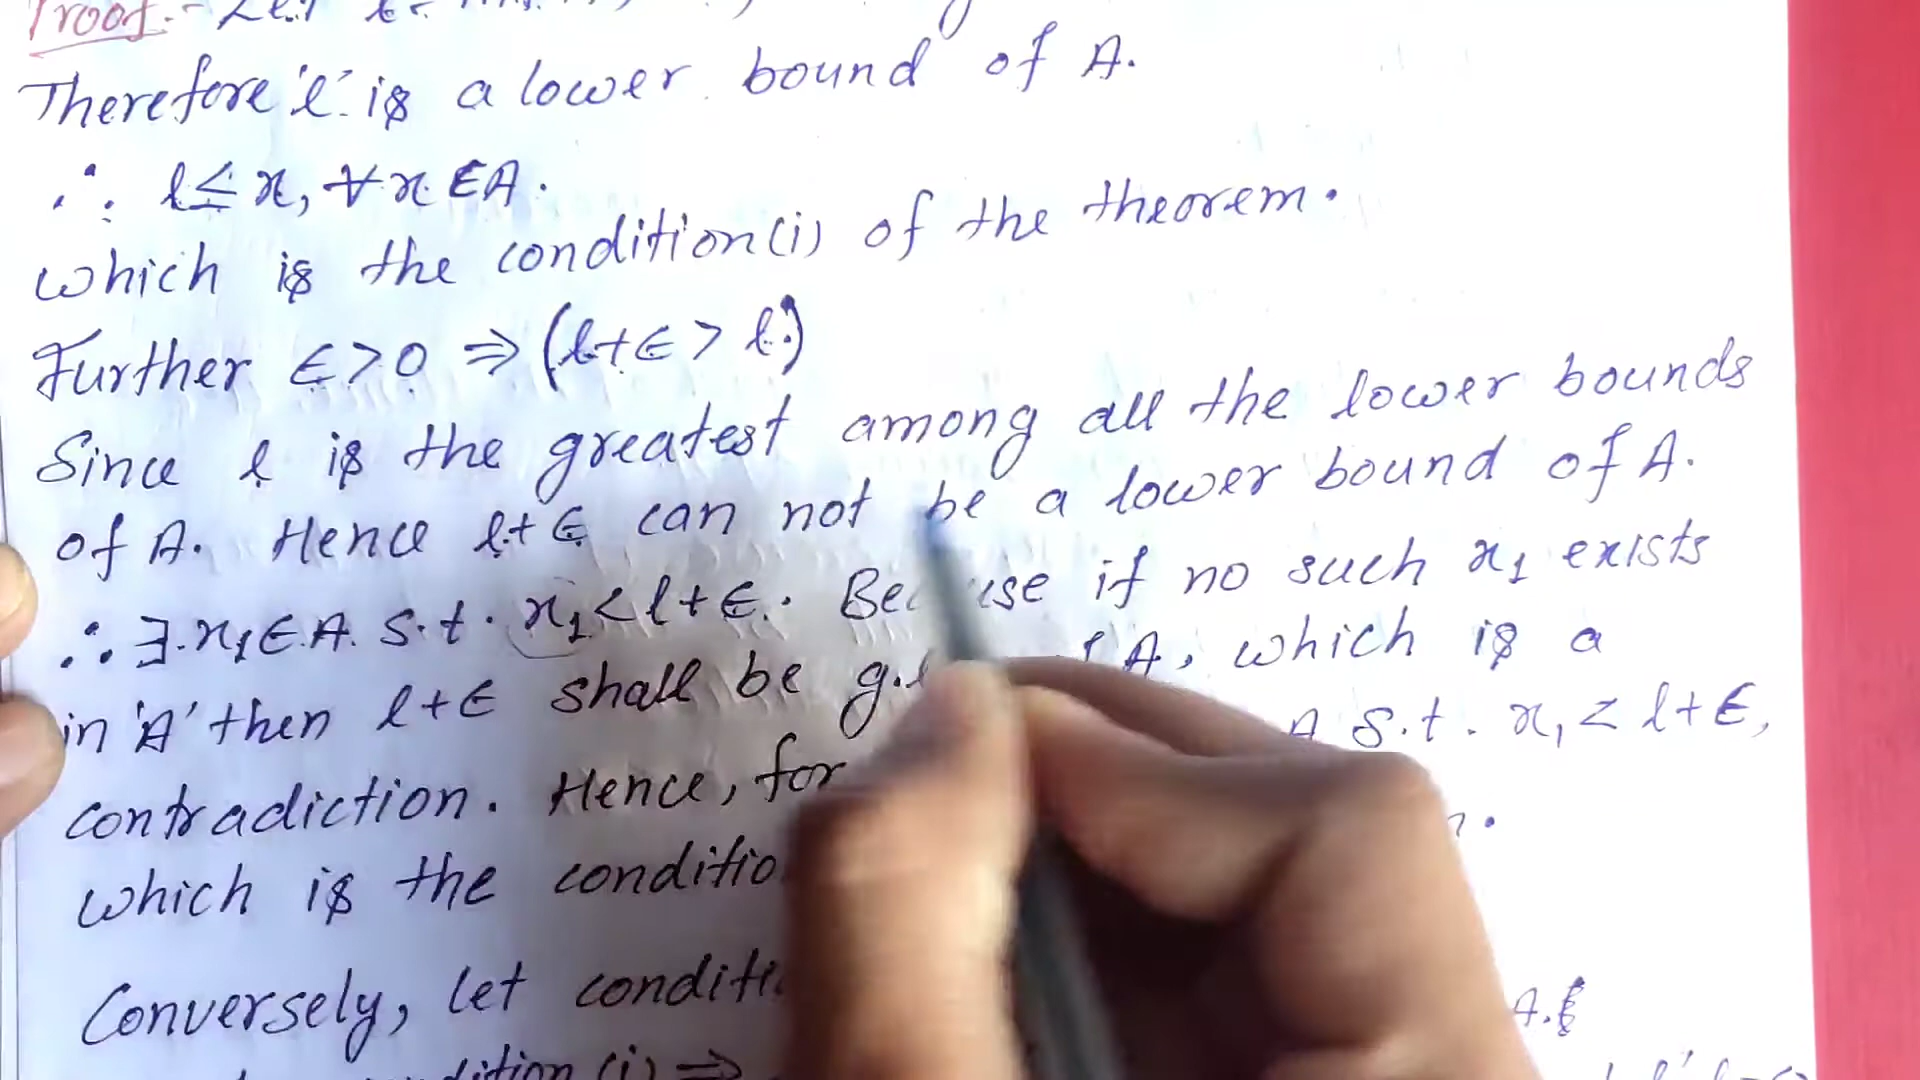 Proof:- Let l=
Therefore 'l' is a lower bound of A.
∴ l≤x, ∀x∈A.
which is the condition(i) of the theorem.
Further ∈>0 ⇒ (l+∈ > l.)
Since l is the greatest among all the lower bounds
of A. Hence l+∈ can not be a lower bound of A.
∴ ∃.x₁∈.A. s.t. x₁<l+∈. Because if no such x₁ exists
in 'A' then l+∈ shall be g.l A, which is a
contradiction. Hence, for A s.t. x₁ < l+∈,
which is the
Conversely, let
(i) ⇒